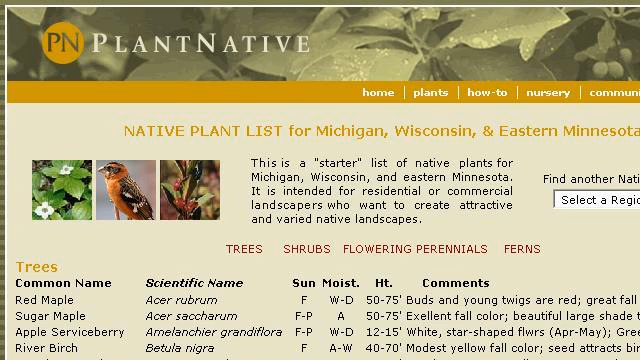 PN PLANTNATIVE
home | plants | how-to | nursery | communi
NATIVE PLANT LIST for Michigan, Wisconsin, & Eastern Minnesota
This is a "starter" list of native plants for
Michigan, Wisconsin, and eastern Minnesota.
It is intended for residential or commercial
landscapers who want to create attractive
and varied native landscapes.
Find another Nati
Select a Regio
TREES SHRUBS FLOWERING PERENNIALS FERNS
Trees
Common Name Scientific Name Sun Moist. Ht. Comments
Red Maple Acer rubrum F W-D 50-75' Buds and young twigs are red; great fall
Sugar Maple Acer saccharum F-P A 50-75' Exellent fall color; beautiful large shade t
Apple Serviceberry Amelanchier grandiflora F-P W-D 12-15' White, star-shaped flwrs (Apr-May); Gree
River Birch Betula nigra F A-W 40-70' Modest yellow fall color; seed attracts bir